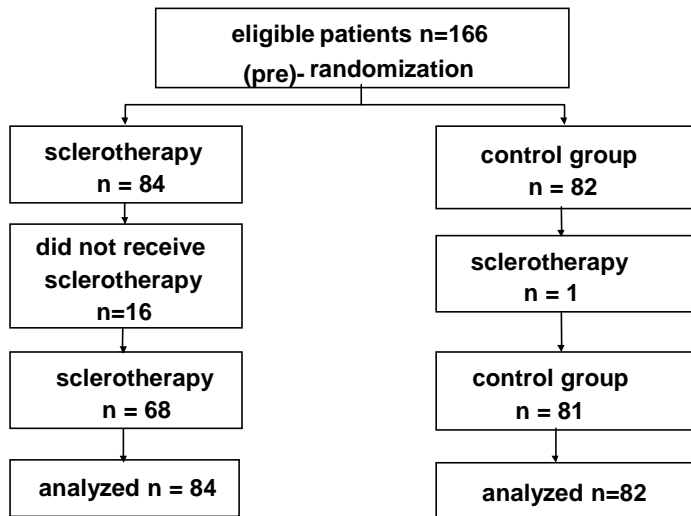 eligible patients n=166
(pre)- randomization
sclerotherapy
n = 84
did not receive
sclerotherapy
n=16
sclerotherapy
n = 68
analyzed n = 84
control group
n = 82
sclerotherapy
n = 1
control group
n = 81
analyzed n=82